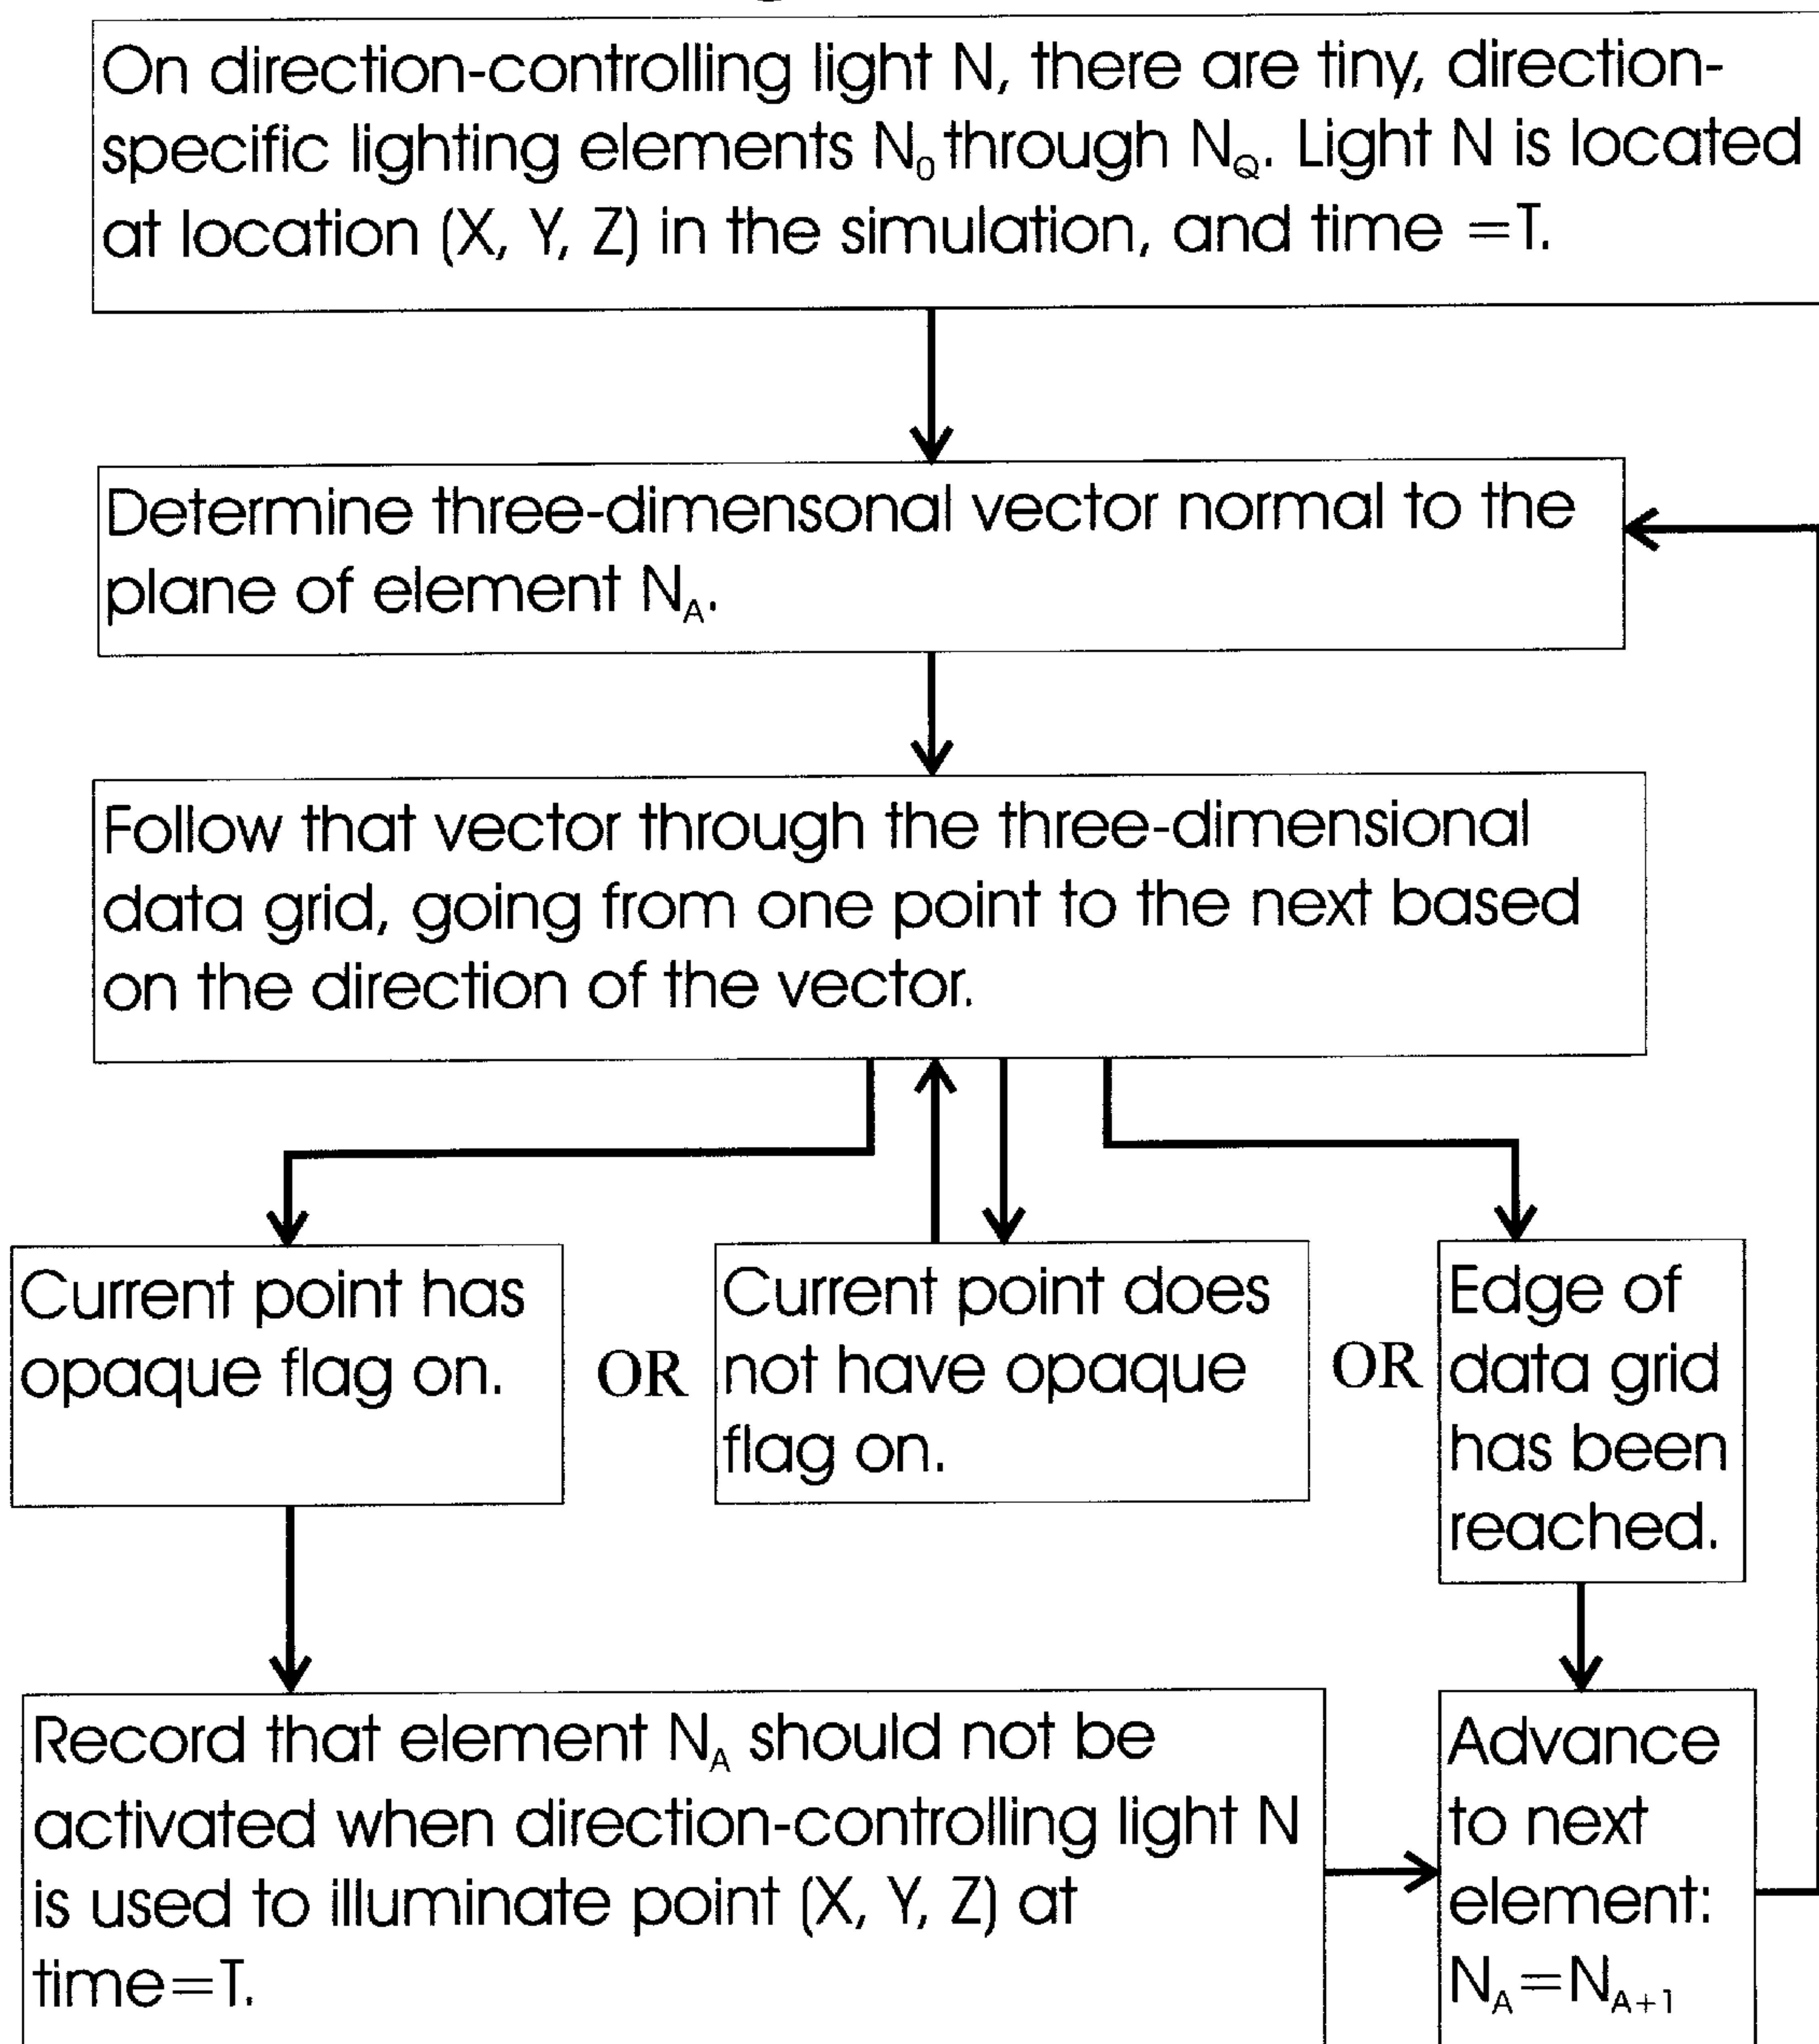 On direction-controlling light N, there are tiny, direction-
specific lighting elements N₀ through N_Q. Light N is located
at location (X, Y, Z) in the simulation, and time =T.
Determine three-dimensonal vector normal to the
plane of element N_A.
Follow that vector through the three-dimensional
data grid, going from one point to the next based
on the direction of the vector.
Current point has
opaque flag on.
OR
Current point does
not have opaque
flag on.
OR
Edge of
data grid
has been
reached.
Record that element N_A should not be
activated when direction-controlling light N
is used to illuminate point (X, Y, Z) at
time=T.
Advance
to next
element:
N_A=N_A+1